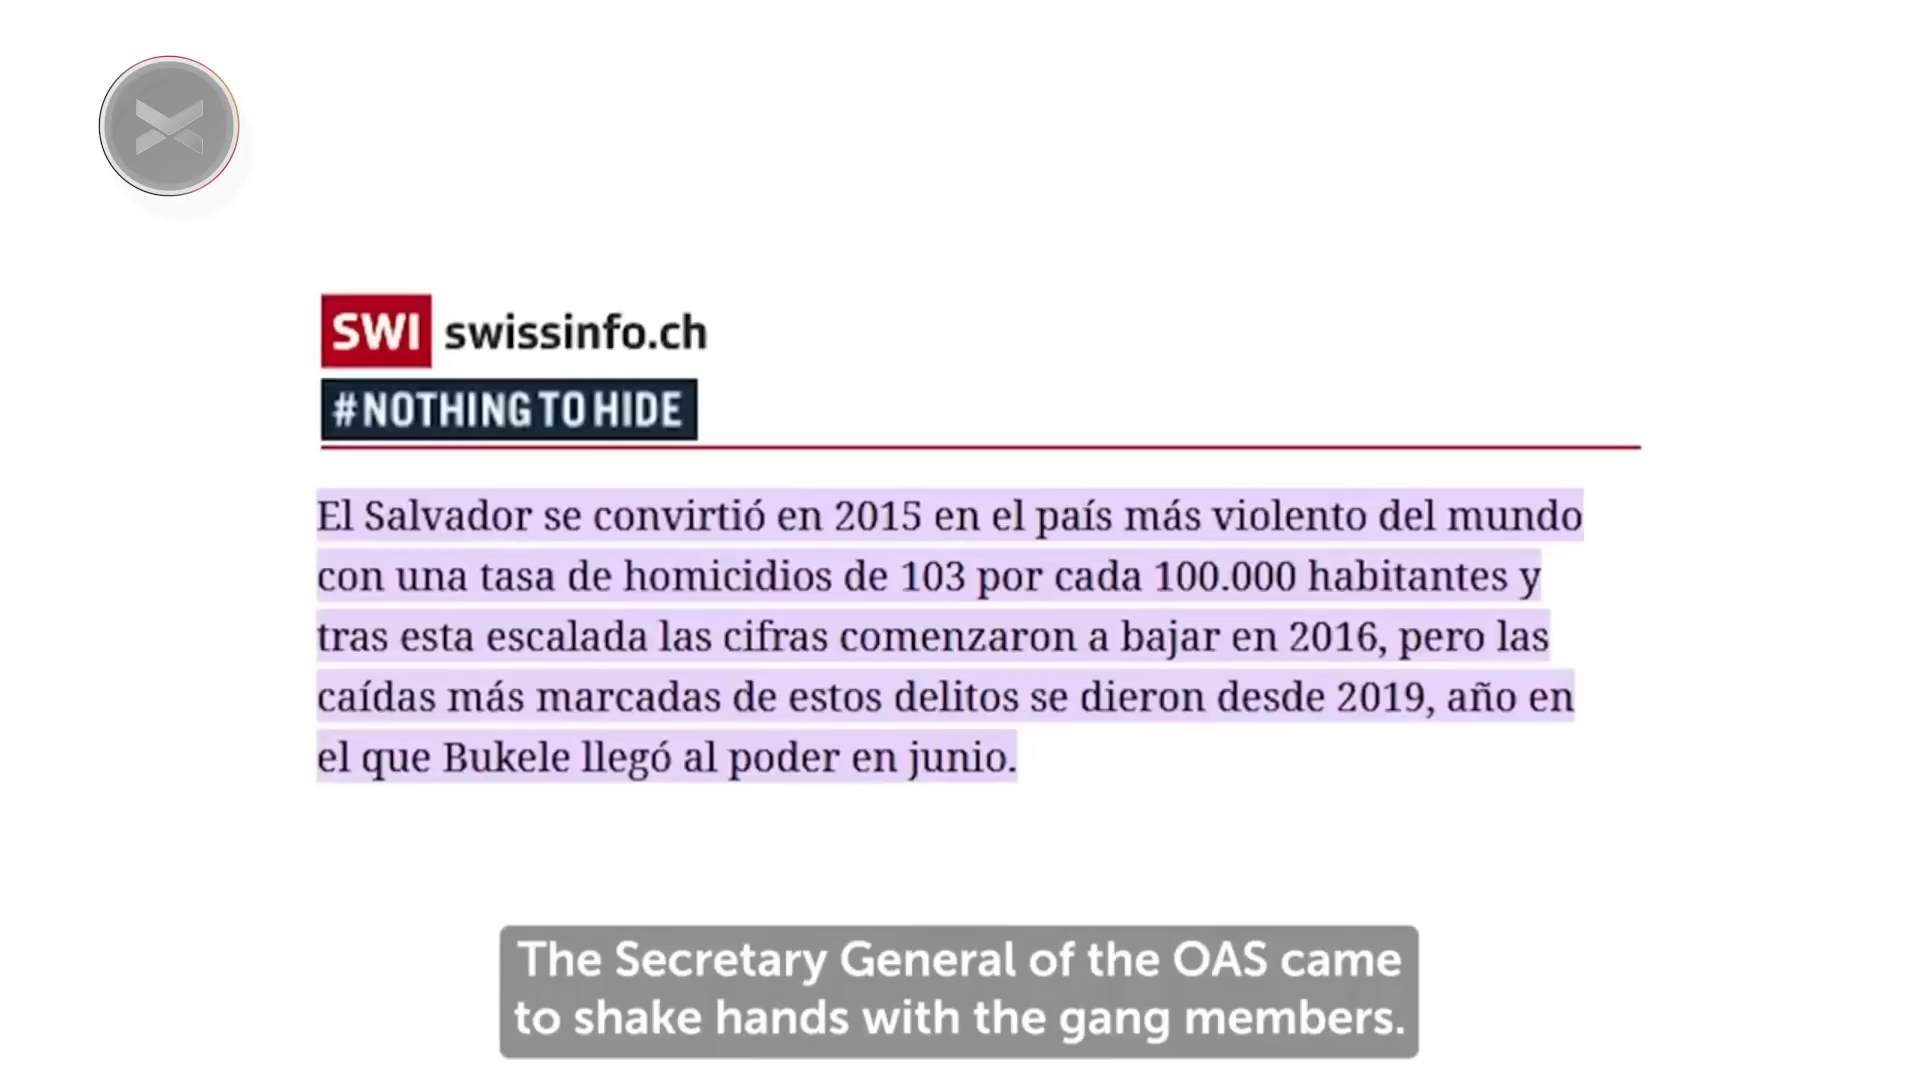 SWI swissinfo.ch
#NOTHING TO HIDE
El Salvador se convirtió en 2015 en el país más violento del mundo
con una tasa de homicidios de 103 por cada 100.000 habitantes y
tras esta escalada las cifras comenzaron a bajar en 2016, pero las
caídas más marcadas de estos delitos se dieron desde 2019, año en
el que Bukele llegó al poder en junio.
The Secretary General of the OAS came
to shake hands with the gang members.